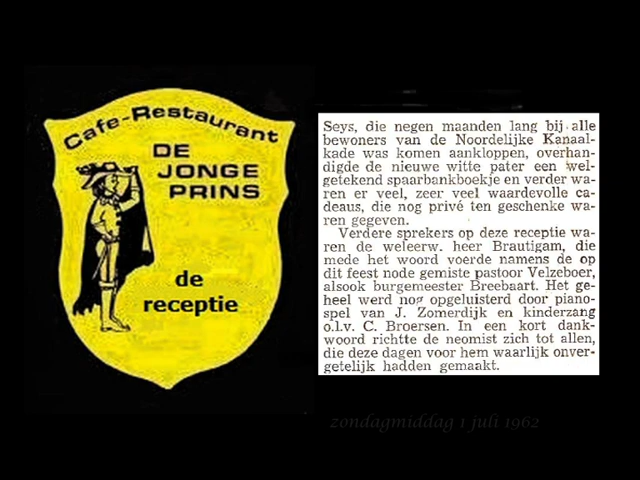 Cafe-Restaurant
DE
JONGE
PRINS
de
receptie
Seys, die negen maanden lang bij alle
bewoners van de Noordelijke Kanaal-
kade was komen aankloppen, overhan-
digde de nieuwe witte pater een wel-
getekend spaarbankboekje en verder wa-
ren er veel, zeer veel waardevolle ca-
deaus, die nog privé ten geschenke wa-
ren gegeven.
Verdere sprekers op deze receptie wa-
ren de weleerw. heer Brautigam, die
mede het woord voerde namens de op
dit feest node gemiste pastoor Velzeboer,
alsook burgemeester Breebaart. Het ge-
heel werd nog opgeluisterd door piano-
spel van J. Zomerdijk en kinderzang
o.l.v. C. Broersen. In een kort dank-
woord richtte de neomist zich tot allen,
die deze dagen voor hem waarlijk onver-
getelijk hadden gemaakt.
zondagmiddag 1 juli 1962